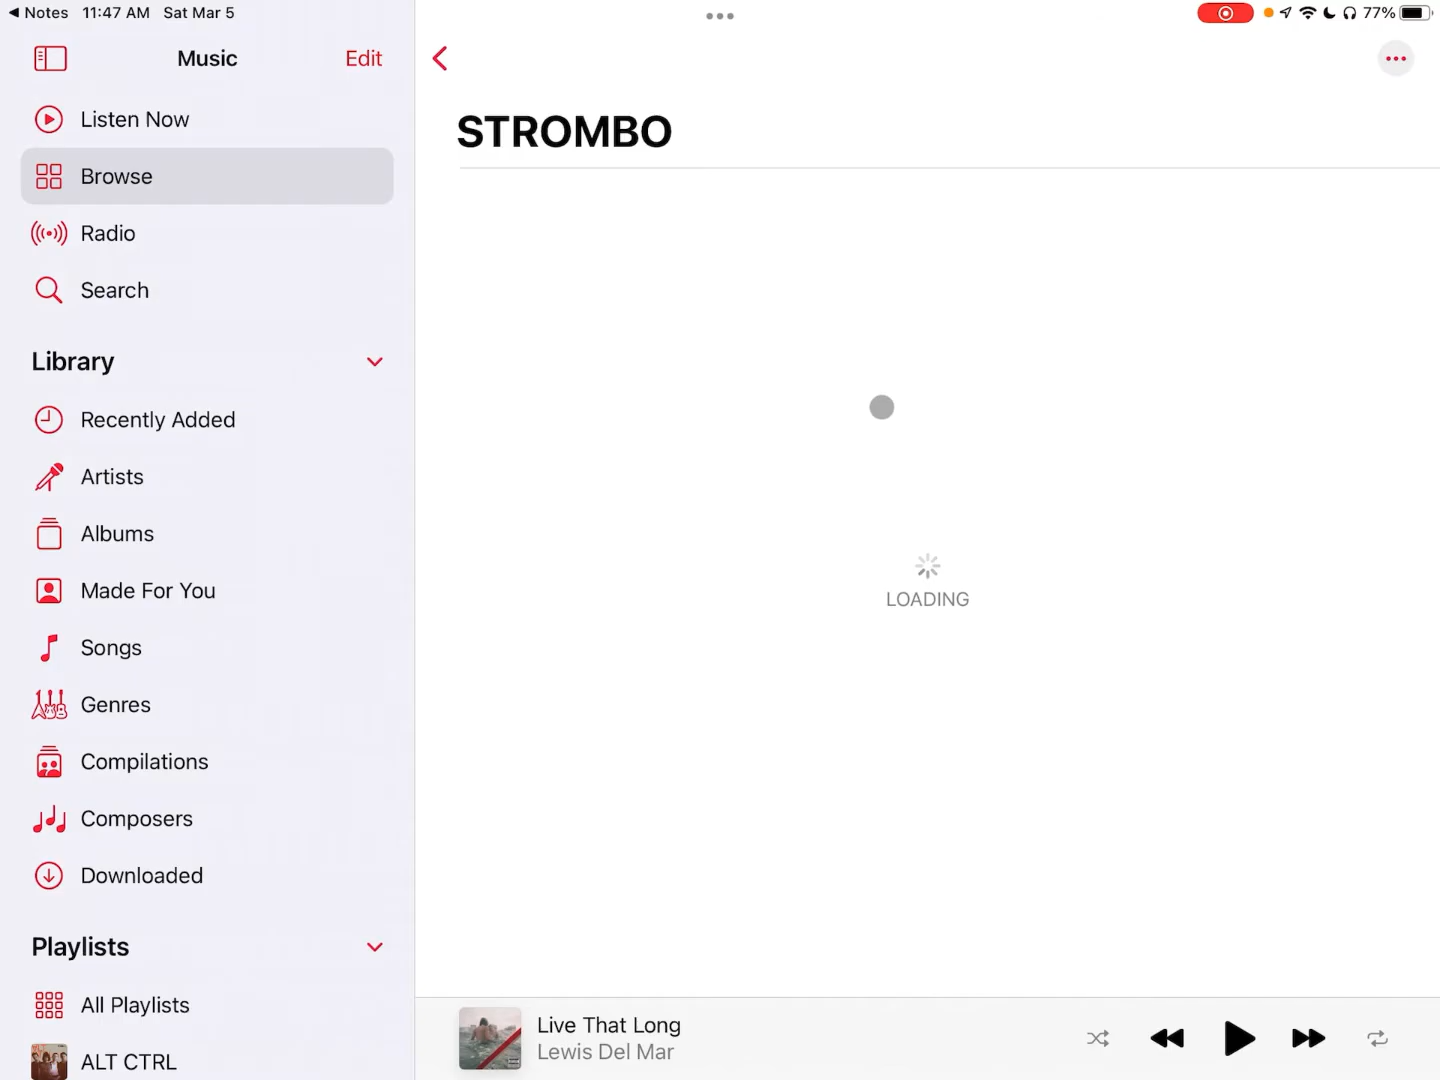 Notes 11:47 AM Sat Mar 5
77%
Music
Edit
Listen Now
Browse
Radio
Search
Library
Recently Added
Artists
Albums
Made For You
Songs
Genres
Compilations
Composers
Downloaded
Playlists
All Playlists
ALT CTRL
STROMBO
LOADING
Live That Long
Lewis Del Mar